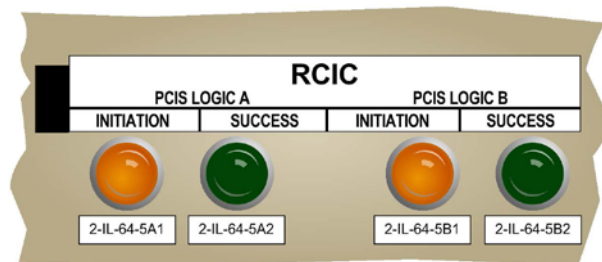 RCIC
PCIS LOGIC A PCIS LOGIC B
INITIATION SUCCESS INITIATION SUCCESS
2-IL-64-5A1 2-IL-64-5A2 2-IL-64-5B1 2-IL-64-5B2